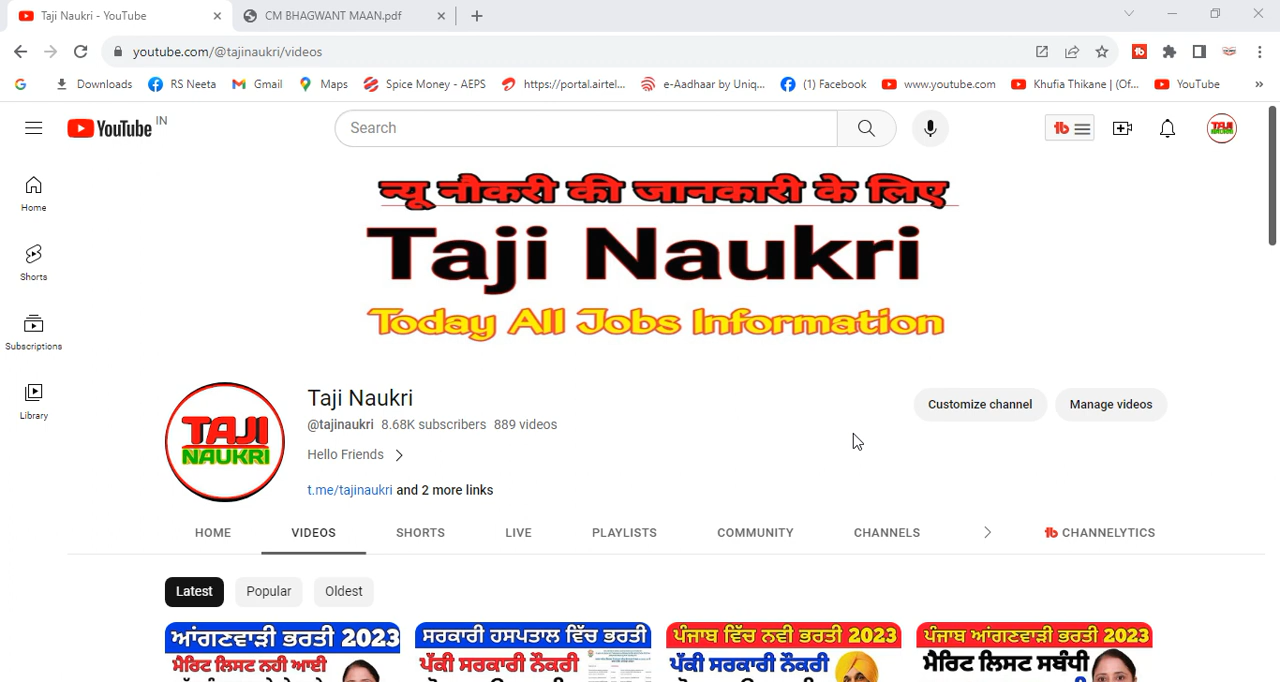 Taji Naukri - YouTube
CM BHAGWANT MAAN.pdf
youtube.com/@tajinaukri/videos
Downloads RS Neeta Gmail Maps Spice Money - AEPS https://portal.airtel... e-Aadhaar by Uniq... (1) Facebook www.youtube.com Khufia Thikane | (Of... YouTube »
YouTube IN
Search
Home
Shorts
Subscriptions
Library
न्यू नौकरी की जानकारी के लिए
Taji Naukri
Today All Jobs Information
TAJI
NAUKRI
Taji Naukri
@tajinaukri 8.68K subscribers 889 videos
Hello Friends
t.me/tajinaukri and 2 more links
Customize channel
Manage videos
HOME VIDEOS SHORTS LIVE PLAYLISTS COMMUNITY CHANNELS CHANNELYTICS
Latest Popular Oldest
ਆਂਗਣਵਾੜੀ ਭਰਤੀ 2023
ਮੈਰਿਟ ਲਿਸਟ ਨਹੀ ਆਈ
ਸਰਕਾਰੀ ਹਸਪਤਾਲ ਵਿੱਚ ਭਰਤੀ
ਪੱਕੀ ਸਰਕਾਰੀ ਨੌਕਰੀ
ਪੰਜਾਬ ਵਿੱਚ ਨਵੀ ਭਰਤੀ 2023
ਪੱਕੀ ਸਰਕਾਰੀ ਨੌਕਰੀ
ਪੰਜਾਬ ਆਂਗਣਵਾੜੀ ਭਰਤੀ 2023
ਮੈਰਿਟ ਲਿਸਟ ਸਬੰਧੀ